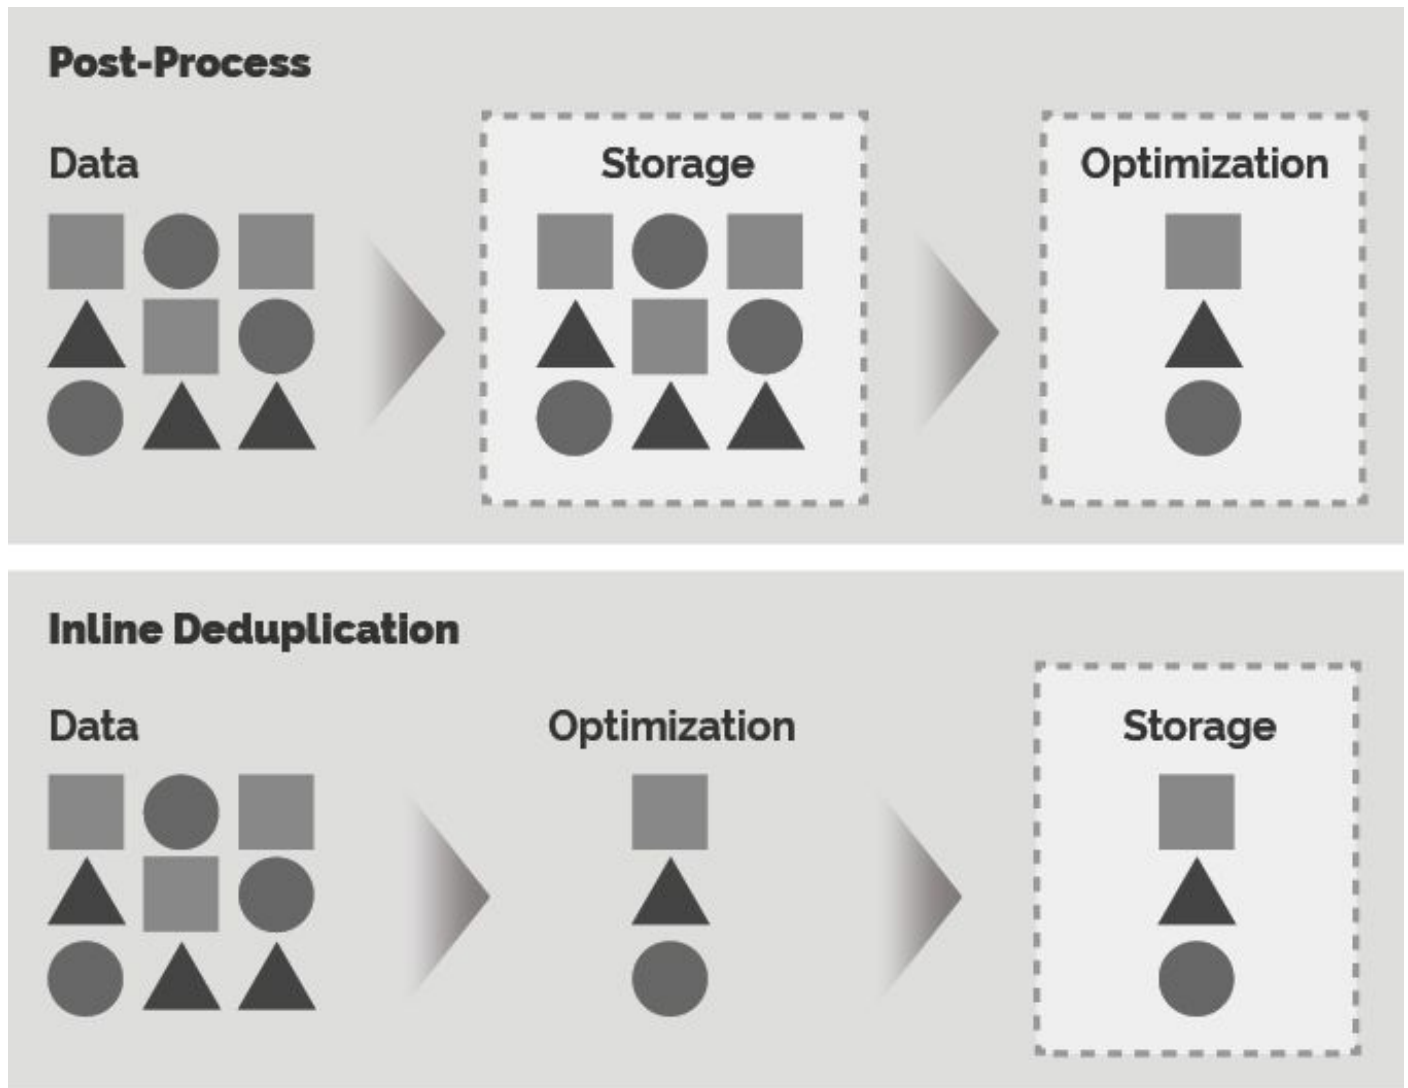 Post-Process
Data
Storage
Optimization
Inline Deduplication
Data
Optimization
Storage